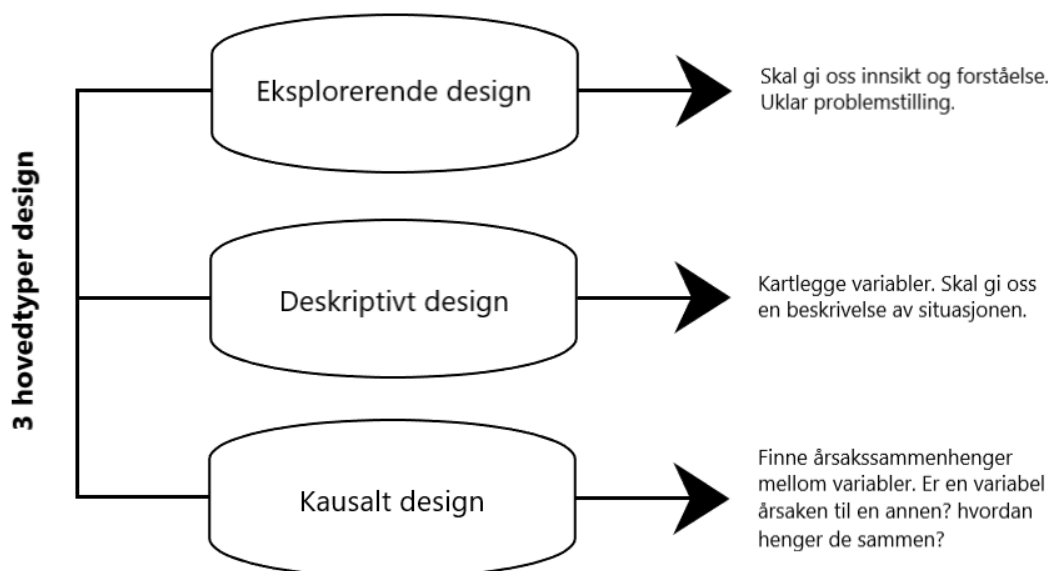 3 hovedtyper design
Eksplorerende design
Skal gi oss innsikt og forståelse.
Uklar problemstilling.
Deskriptivt design
Kartlegge variabler. Skal gi oss
en beskrivelse av situasjonen.
Kausalt design
Finne årsakssammenhenger
mellom variabler. Er en variabel
årsaken til en annen? hvordan
henger de sammen?